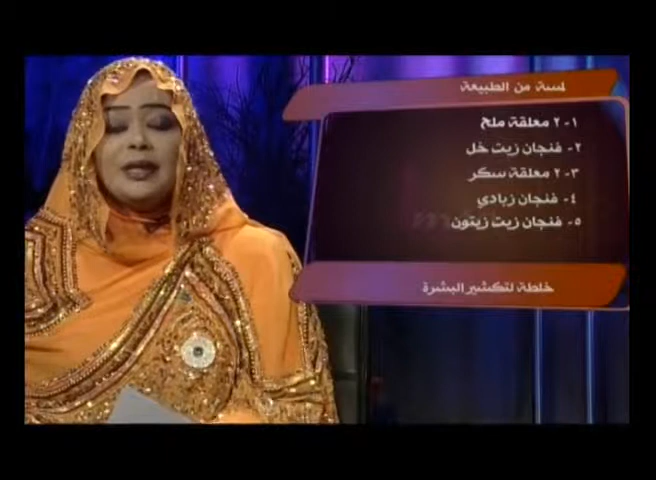 لمسة من الطبيعة
١- ٢ معلقة ملح
٢- فنجان زيت خل
٣- ٢ معلقة سكر
٤- فنجان زبادي
٥- فنجان زيت زيتون
خلطة لتكشير البشرة